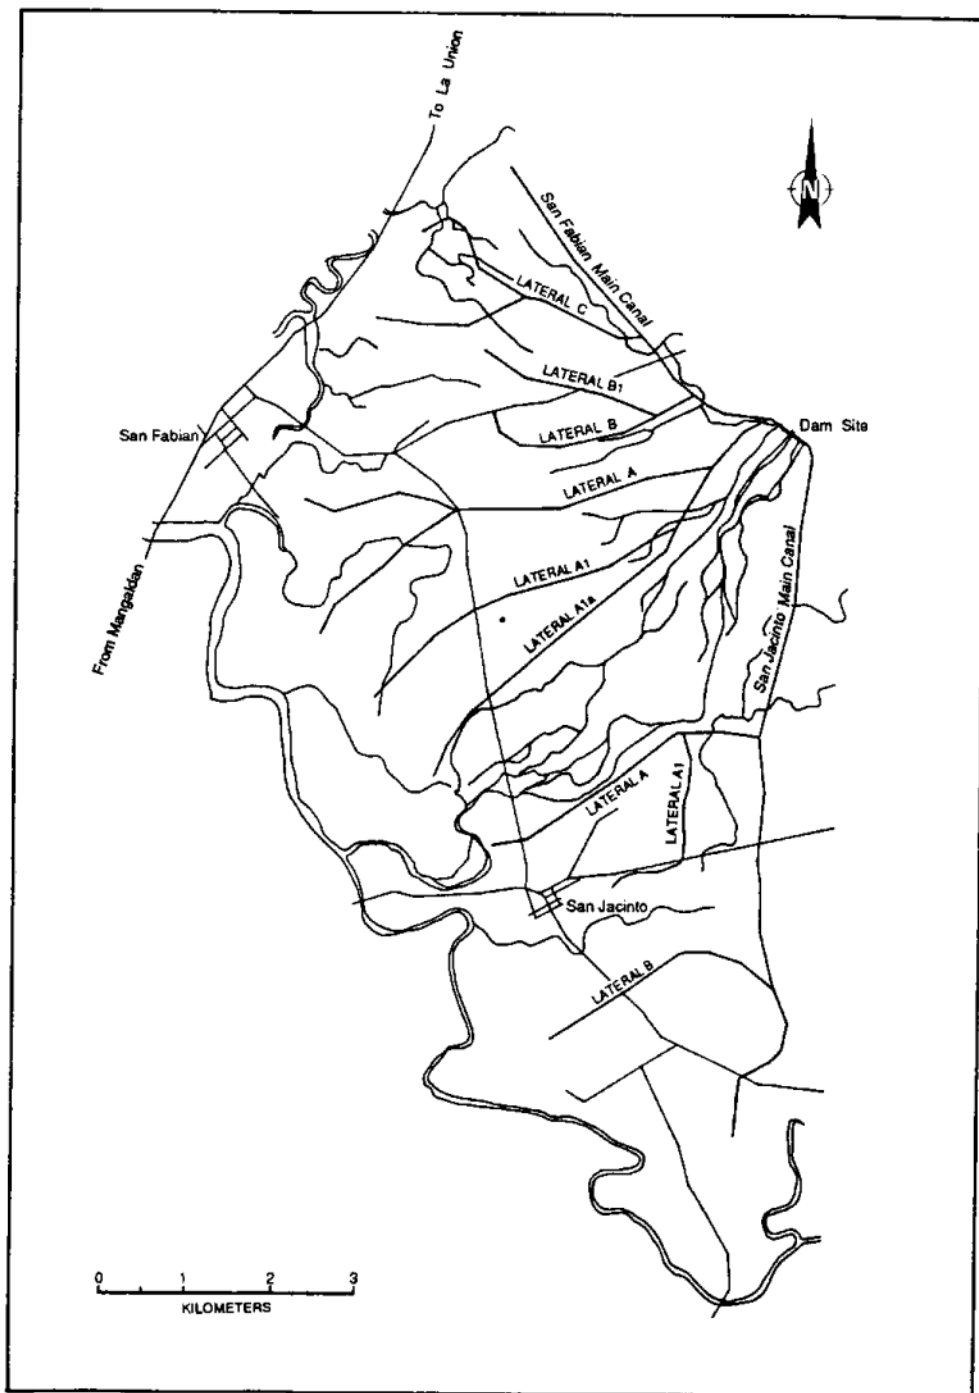 To La Union
N
San Fabian Main Canal
LATERAL C
LATERAL B1
San Fabian
LATERAL B
Dam Site
LATERAL A
From Mangaldan
LATERAL A1
LATERAL A1a
San Jacinto Main Canal
LATERAL A
LATERAL A1
San Jacinto
LATERAL B
0 1 2 3
KILOMETERS